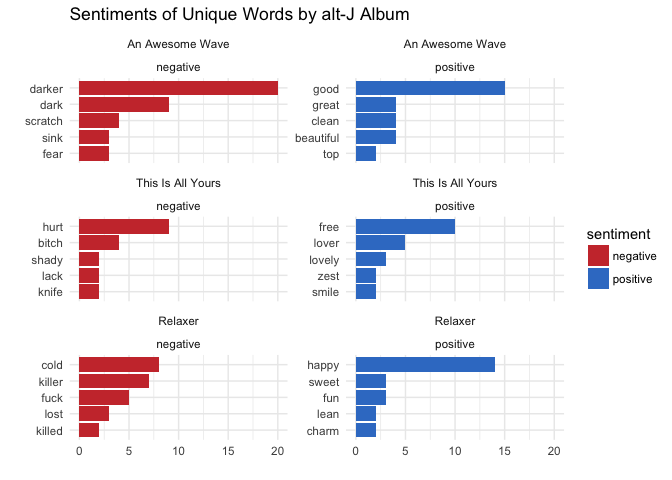 Sentiments of Unique Words by alt-J Album
An Awesome Wave
negative
darker
dark
scratch
sink
fear
An Awesome Wave
positive
good
great
clean
beautiful
top
This Is All Yours
negative
hurt
bitch
shady
lack
knife
This Is All Yours
positive
free
lover
lovely
zest
smile
Relaxer
negative
cold
killer
fuck
lost
killed
0 5 10 15 20
Relaxer
positive
happy
sweet
fun
lean
charm
0 5 10 15 20
sentiment
negative
positive